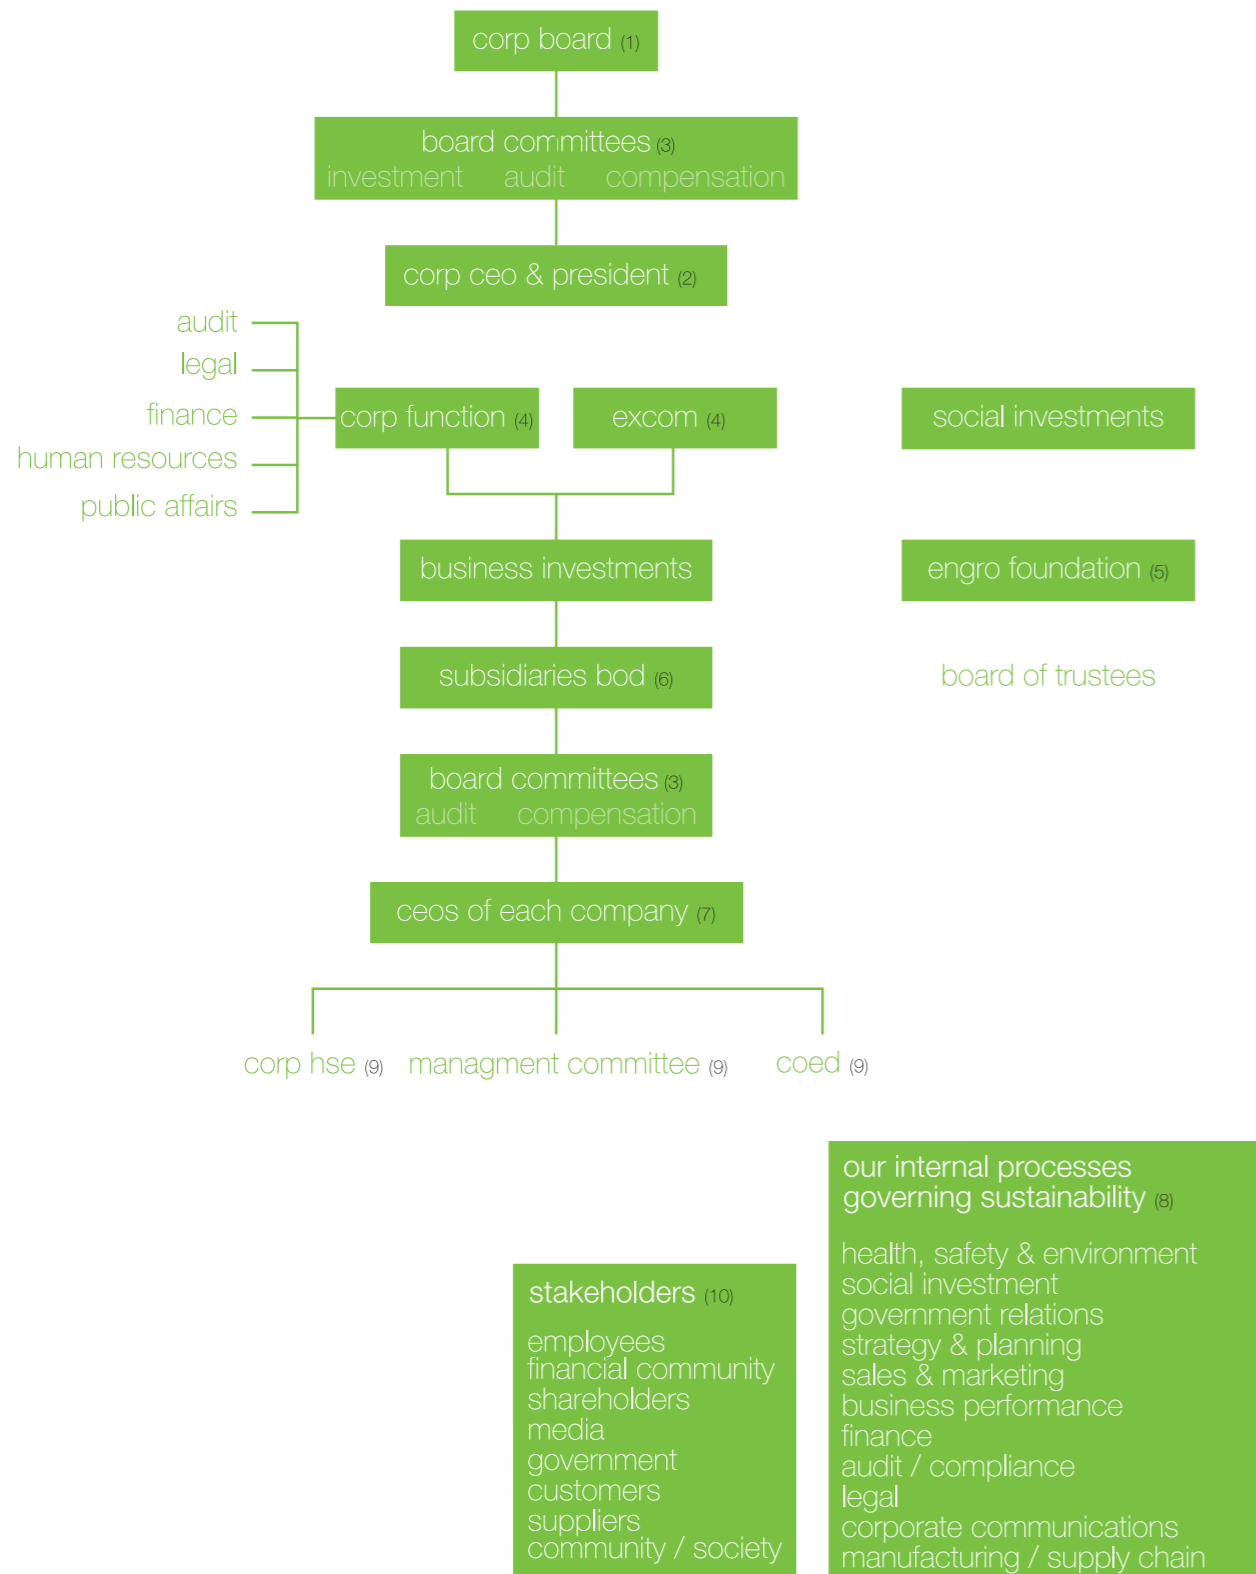 corp board (1)
board committees (3)
investment audit compensation
corp ceo & president (2)
audit
legal
finance
human resources
public affairs
corp function (4)
excom (4)
social investments
business investments
engro foundation (5)
subsidiaries bod (6)
board of trustees
board committees (3)
audit compensation
ceos of each company (7)
corp hse (9)
managment committee (9)
coed (9)
stakeholders (10)
employees
financial community
shareholders
media
government
customers
suppliers
community / society
our internal processes
governing sustainability (8)
health, safety & environment
social investment
government relations
strategy & planning
sales & marketing
business performance
finance
audit / compliance
legal
corporate communications
manufacturing / supply chain